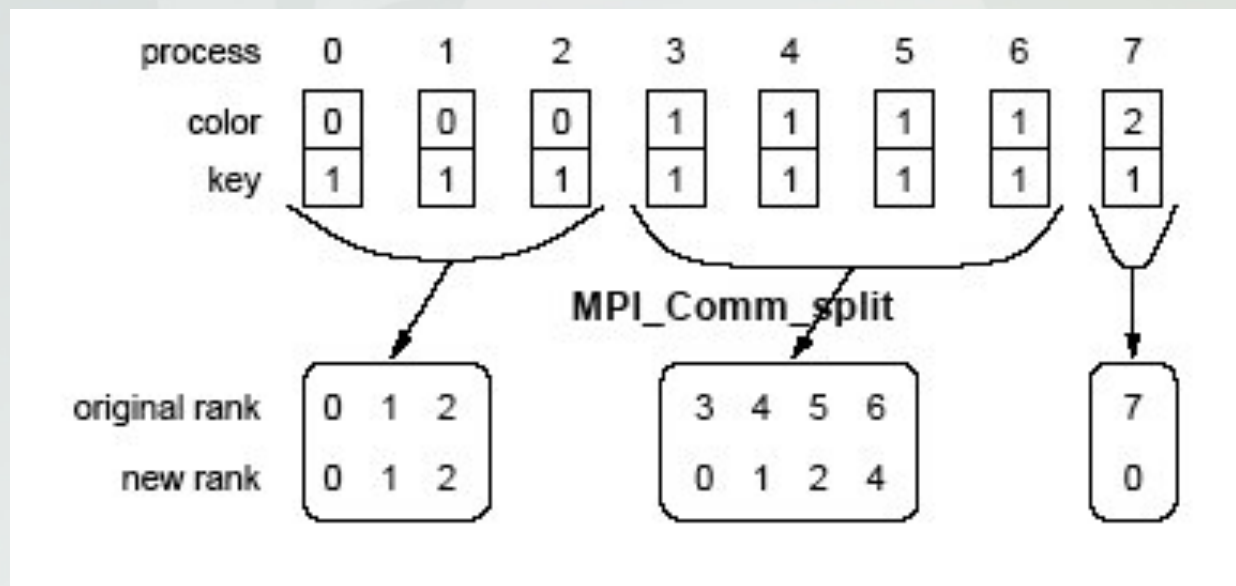 process 0 1 2 3 4 5 6 7
color 0 0 0 1 1 1 1 2
key 1 1 1 1 1 1 1 1
MPI_Comm_split
original rank 0 1 2 3 4 5 6 7
new rank 0 1 2 0 1 2 4 0